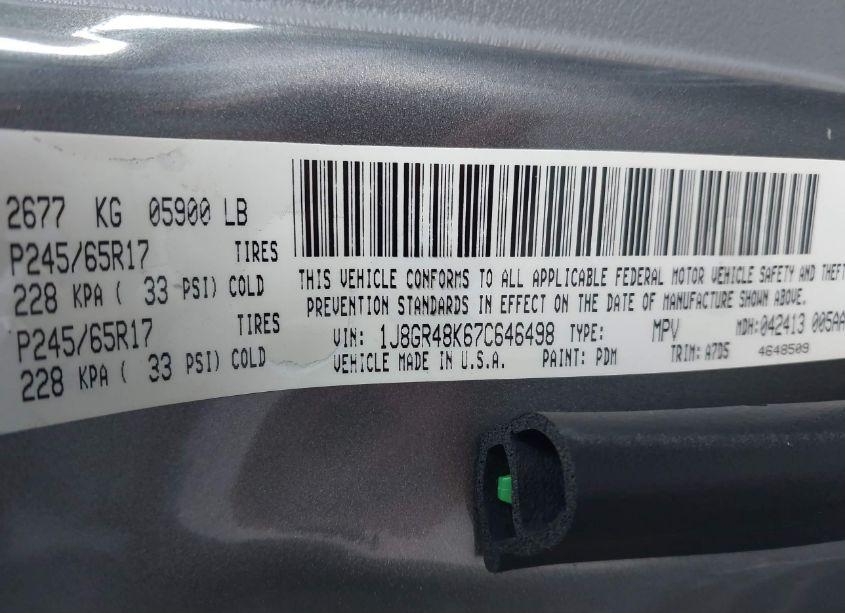 2677 KG 05900 LB
P245/65R17 TIRES
228 KPA ( 33 PSI) COLD
P245/65R17 TIRES
228 KPA ( 33 PSI) COLD
THIS VEHICLE CONFORMS TO ALL APPLICABLE FEDERAL MOTOR VEHICLE SAFETY AND THEFT
PREVENTION STANDARDS IN EFFECT ON THE DATE OF MANUFACTURE SHOWN ABOVE.
VIN: 1J8GR48K67C646498 TYPE: MPV MDH:042413 005AA
VEHICLE MADE IN U.S.A. PAINT: PDM TRIM: A7D5 4648509